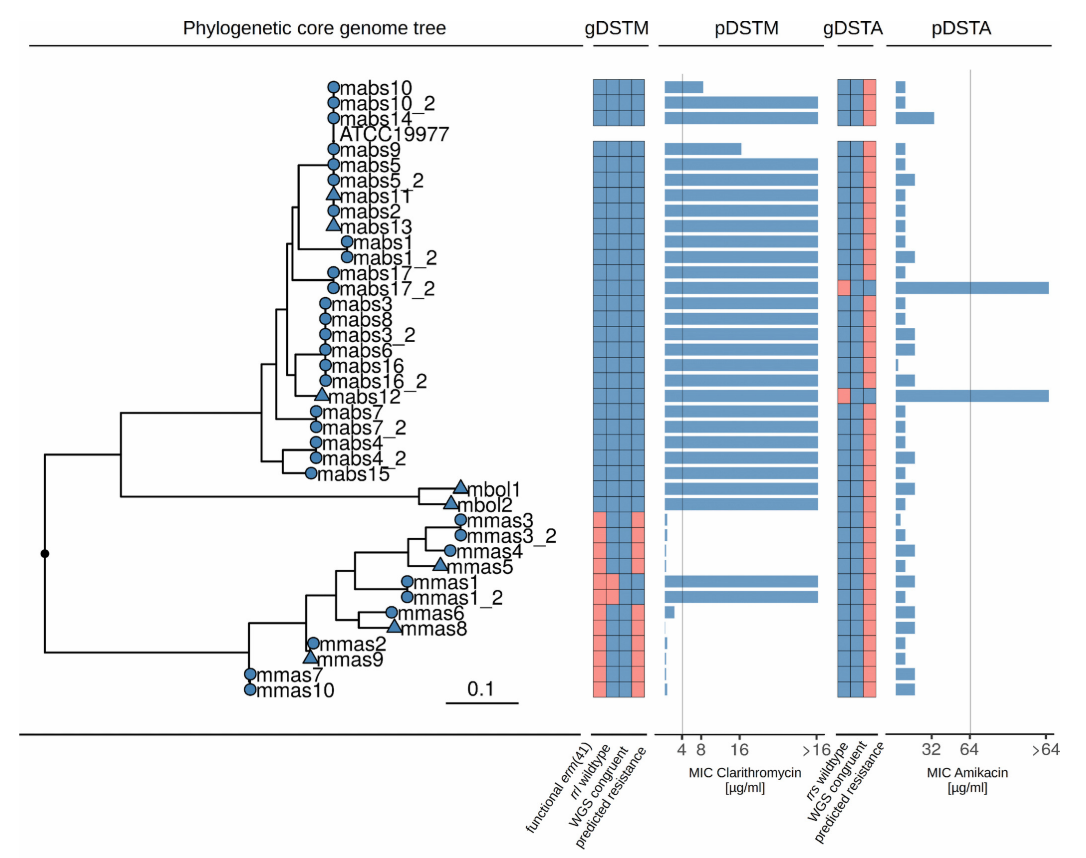 Phylogenetic core genome tree
gDSTM
pDSTM
gDSTA
pDSTA
mabs10
mabs10_2
mabs14
ATCC19977
mabs9
mabs5
mabs5_2
mabs11
mabs2
mabs13
mabs1
mabs1_2
mabs17
mabs17_2
mabs3
mabs8
mabs3_2
mabs6
mabs16
mabs16_2
mabs12
mabs7
mabs7_2
mabs4
mabs4_2
mabs15
mbol1
mbol2
mmas3
mmas3_2
mmas4
mmas5
mmas1
mmas1_2
mmas6
mmas8
mmas2
mmas9
mmas7
mmas10
0.1
functional erm(41)
rrl wildtype
WGS congruent
predicted resistance
4 8 16 >16
MIC Clarithromycin
[µg/ml]
rrs wildtype
WGS congruent
predicted resistance
32 64 >64
MIC Amikacin
[µg/ml]